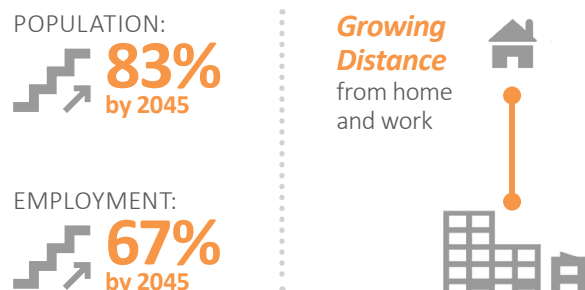 POPULATION:
83%
by 2045
EMPLOYMENT:
67%
by 2045
Growing
Distance
from home
and work